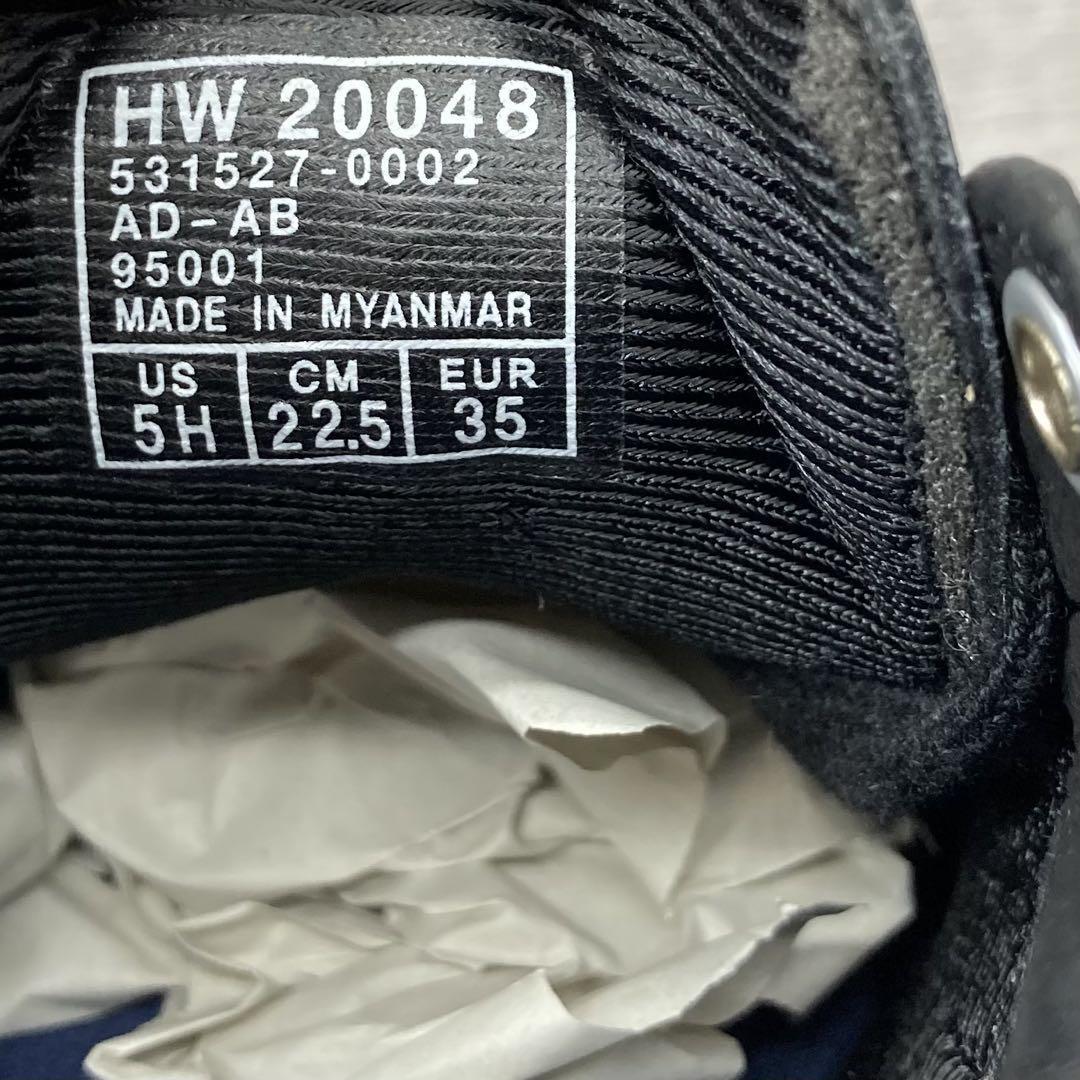 HW 20048
531527-0002
AD-AB
95001
MADE IN MYANMAR
US CM EUR
5H 22.5 35